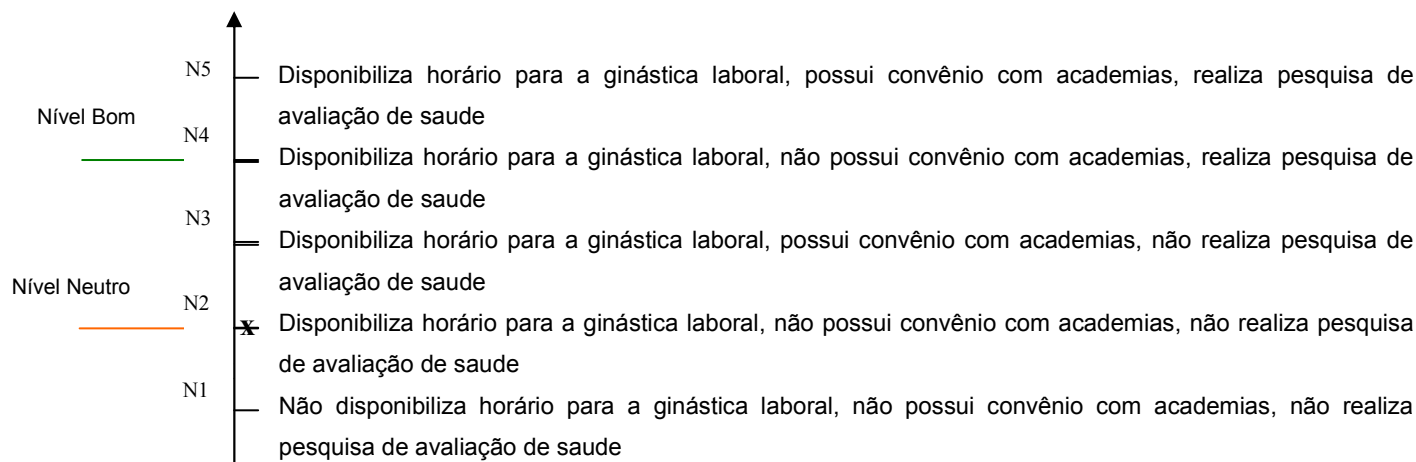 N5
Disponibiliza horário para a ginástica laboral, possui convênio com academias, realiza pesquisa de
avaliação de saude
Nível Bom
N4
Disponibiliza horário para a ginástica laboral, não possui convênio com academias, realiza pesquisa de
avaliação de saude
N3
Disponibiliza horário para a ginástica laboral, possui convênio com academias, não realiza pesquisa de
avaliação de saude
Nível Neutro
N2
x Disponibiliza horário para a ginástica laboral, não possui convênio com academias, não realiza pesquisa
de avaliação de saude
N1
Não disponibiliza horário para a ginástica laboral, não possui convênio com academias, não realiza
pesquisa de avaliação de saude